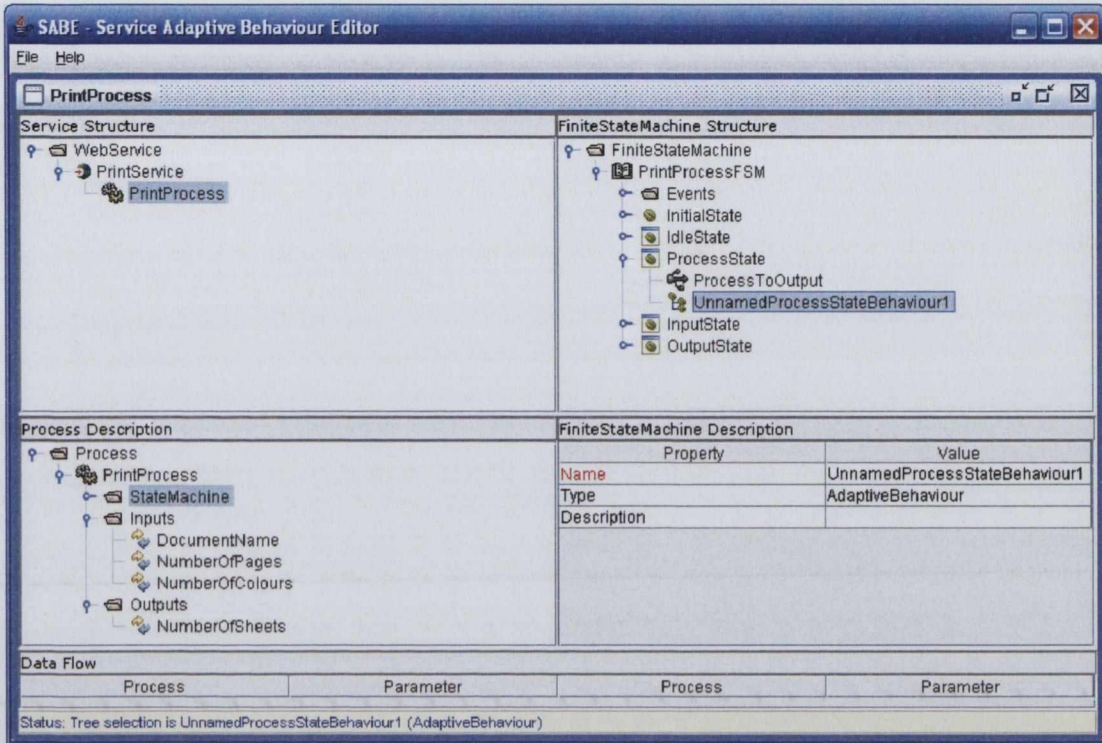 SABE - Service Adaptive Behaviour Editor
File Help
PrintProcess
Service Structure
WebService
PrintService
PrintProcess
FiniteStateMachine Structure
FiniteStateMachine
PrintProcessFSM
Events
InitialState
IdleState
ProcessState
ProcessToOutput
UnnamedProcessStateBehaviour1
InputState
OutputState
Process Description
Process
PrintProcess
StateMachine
Inputs
DocumentName
NumberOfPages
NumberOfColours
Outputs
NumberOfSheets
FiniteStateMachine Description
Property Value
Name UnnamedProcessStateBehaviour1
Type AdaptiveBehaviour
Description
Data Flow
Process Parameter Process Parameter
Status: Tree selection is UnnamedProcessStateBehaviour1 (AdaptiveBehaviour)